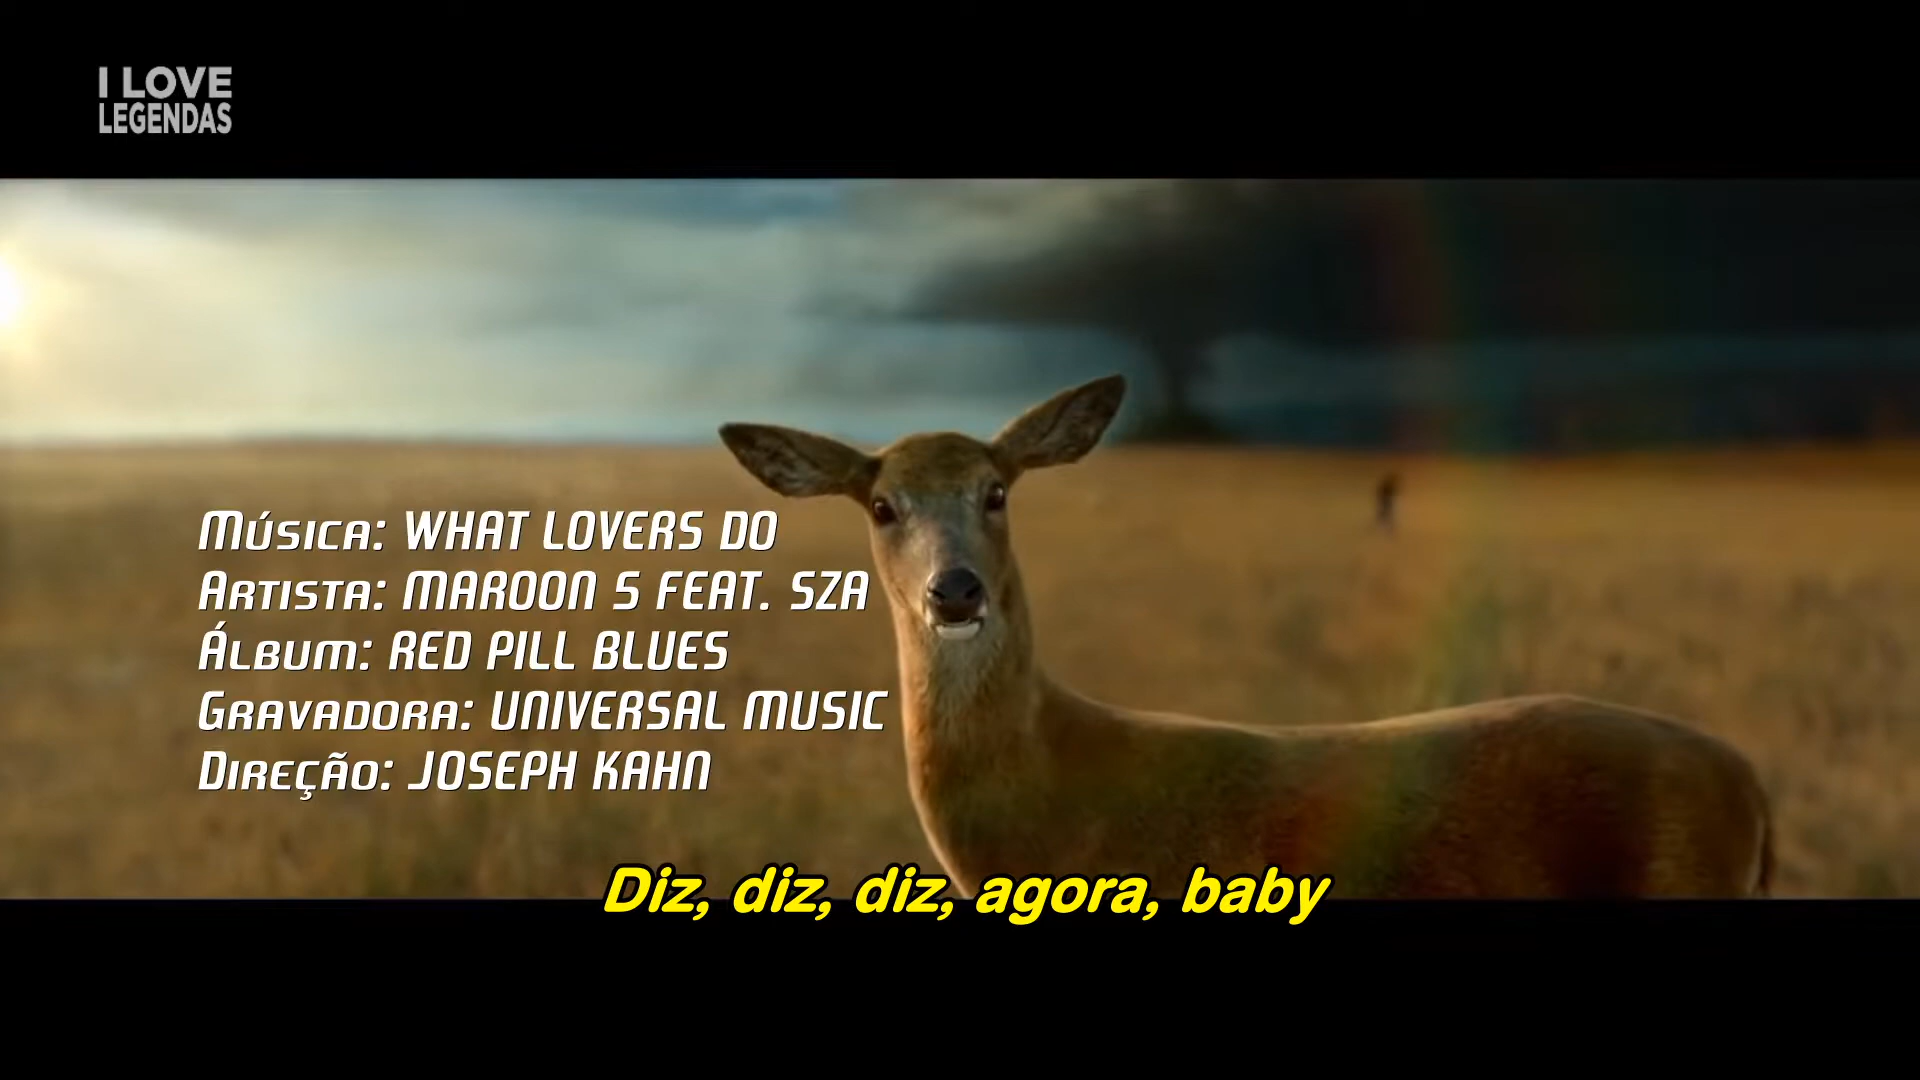 I LOVE
LEGENDAS
Música: WHAT LOVERS DO
Artista: MAROON 5 FEAT. SZA
Álbum: RED PILL BLUES
Gravadora: UNIVERSAL MUSIC
Direção: JOSEPH KAHN
Diz, diz, diz, agora, baby